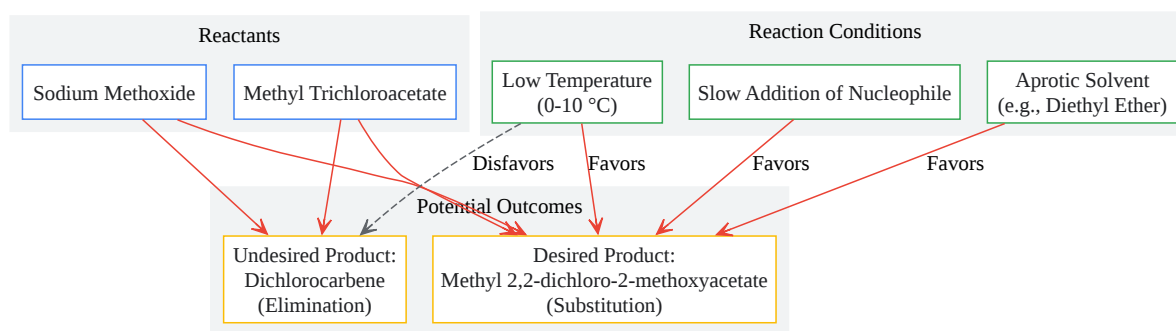 Reactants
Reaction Conditions
Sodium Methoxide
Methyl Trichloroacetate
Low Temperature
(0-10 °C)
Slow Addition of Nucleophile
Aprotic Solvent
(e.g., Diethyl Ether)
Disfavors
Favors
Favors
Favors
Potential Outcomes
Undesired Product:
Dichlorocarbene
(Elimination)
Desired Product:
Methyl 2,2-dichloro-2-methoxyacetate
(Substitution)